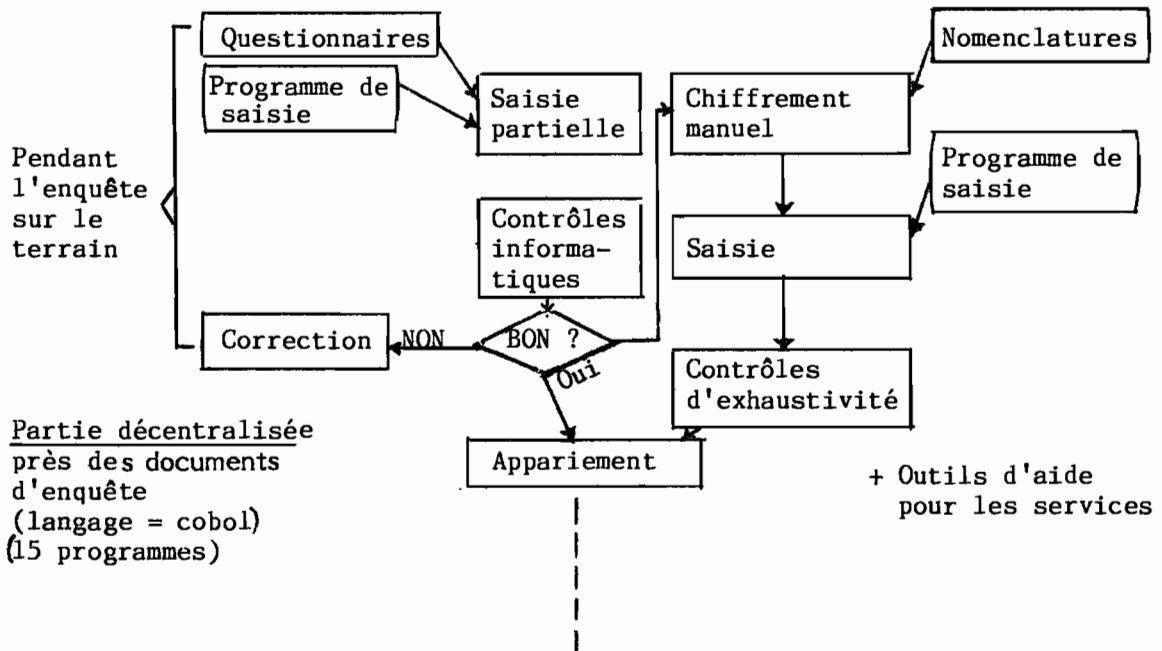 Questionnaires
Programme de
saisie
Saisie
partielle
Chiffrement
manuel
Nomenclatures
Programme de
saisie
Pendant
l'enquête
sur le
terrain
Contrôles
informa-
tiques
Saisie
Correction
NON
BON ?
Oui
Contrôles
d'exhaustivité
Appariement
Partie décentralisée
près des documents
d'enquête
(langage = cobol)
(15 programmes)
+ Outils d'aide
pour les services